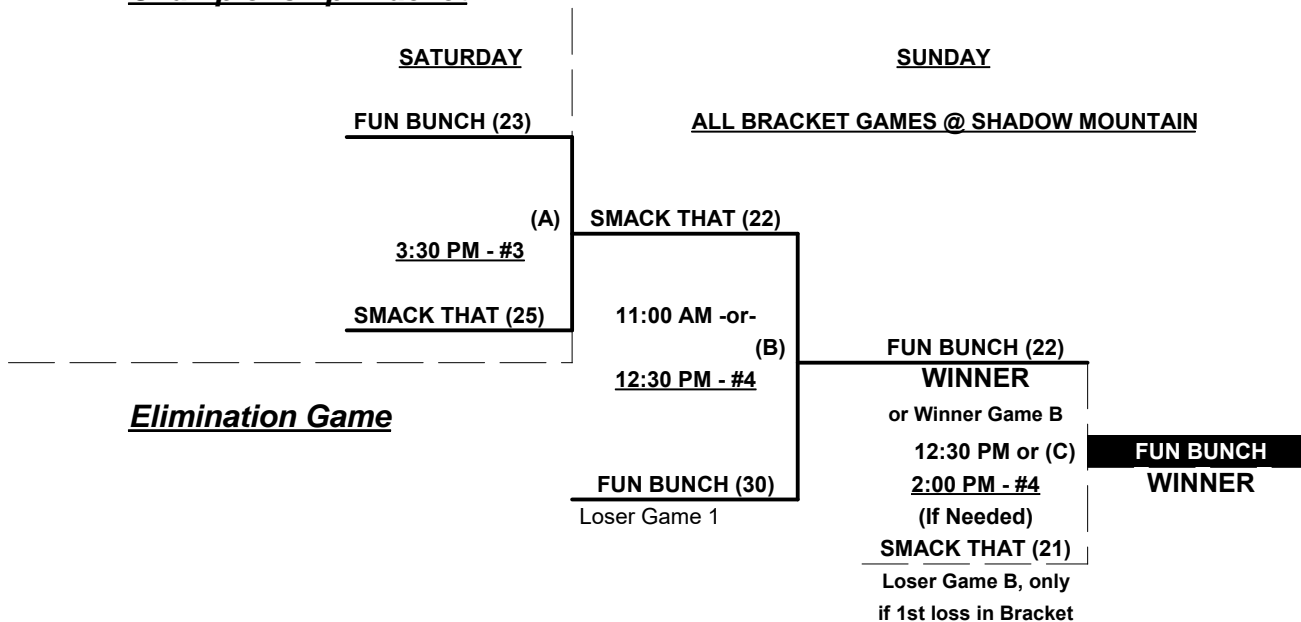 SATURDAY
SUNDAY
FUN BUNCH (23)
ALL BRACKET GAMES @ SHADOW MOUNTAIN
(A)
SMACK THAT (22)
3:30 PM - #3
SMACK THAT (25)
11:00 AM -or-
(B)
FUN BUNCH (22)
12:30 PM - #4
WINNER
Elimination Game
or Winner Game B
12:30 PM or (C)
FUN BUNCH
FUN BUNCH (30)
2:00 PM - #4
WINNER
Loser Game 1
(If Needed)
SMACK THAT (21)
Loser Game B, only
if 1st loss in Bracket